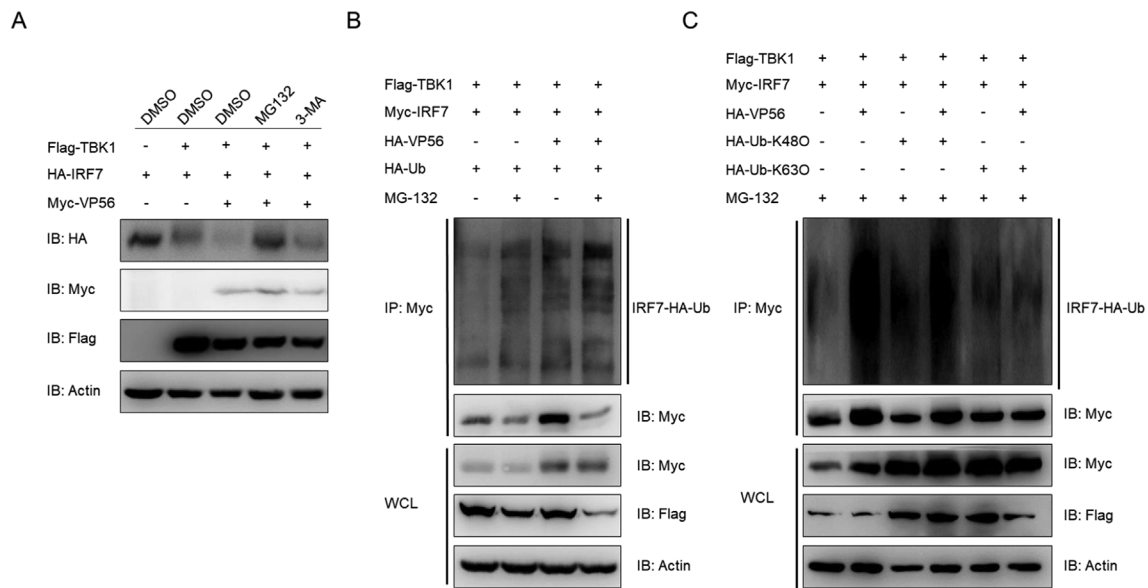 A
DMSO
DMSO
DMSO
MG132
3-MA
Flag-TBK1 - + + + +
HA-IRF7 + + + + +
Myc-VP56 - - + + +
IB: HA
IB: Myc
IB: Flag
IB: Actin
B
Flag-TBK1 + + + +
Myc-IRF7 + + + +
HA-VP56 - - + +
HA-Ub + + + +
MG-132 - + - +
IP: Myc
IRF7-HA-Ub
IB: Myc
WCL
IB: Myc
IB: Flag
IB: Actin
C
Flag-TBK1 + + + + + +
Myc-IRF7 + + + + + +
HA-VP56 - + - + - +
HA-Ub-K48O - - + + - -
HA-Ub-K63O - - - - + +
MG-132 + + + + + +
IP: Myc
IRF7-HA-Ub
IB: Myc
WCL
IB: Myc
IB: Flag
IB: Actin